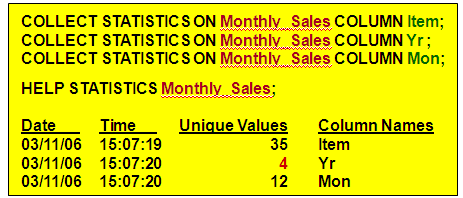 COLLECT STATISTICS ON Monthly_Sales COLUMN Item;
COLLECT STATISTICS ON Monthly_Sales COLUMN Yr ;
COLLECT STATISTICS ON Monthly_Sales COLUMN Mon;
HELP STATISTICS Monthly_Sales;
Date Time Unique Values Column Names
03/11/06 15:07:19 35 Item
03/11/06 15:07:20 4 Yr
03/11/06 15:07:20 12 Mon